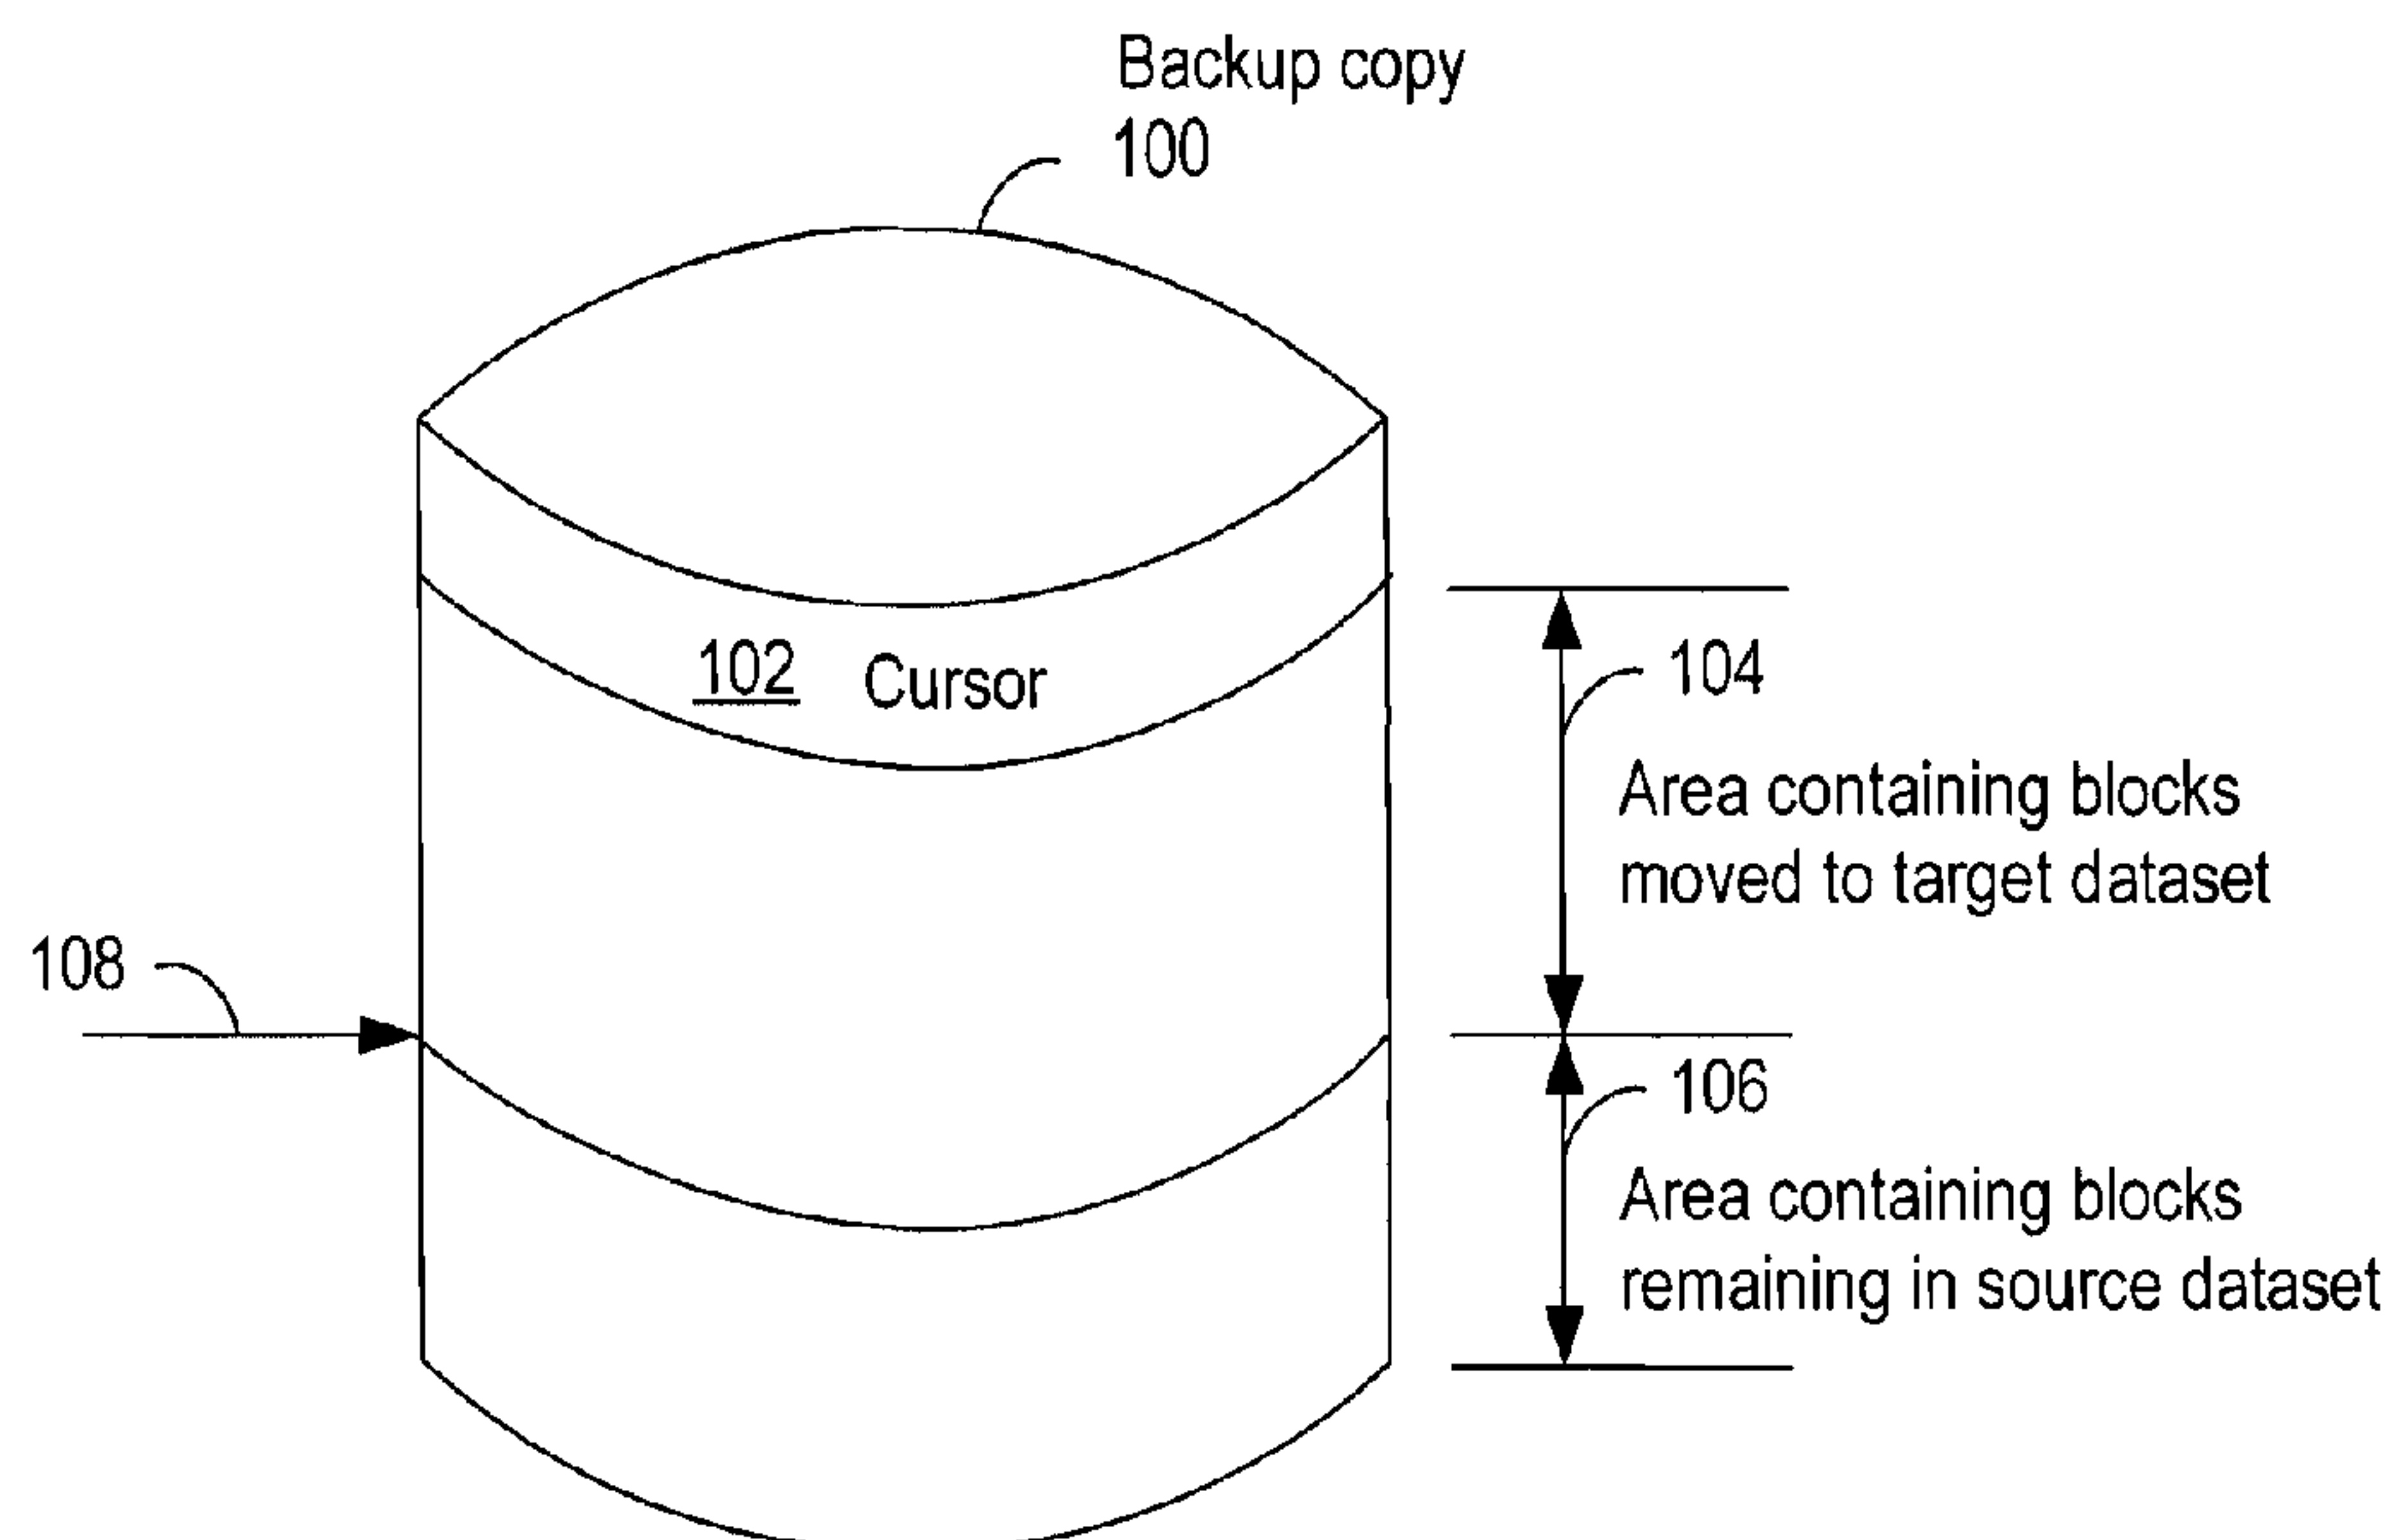 Backup copy
100
102 Cursor
104
Area containing blocks
moved to target dataset
108
106
Area containing blocks
remaining in source dataset